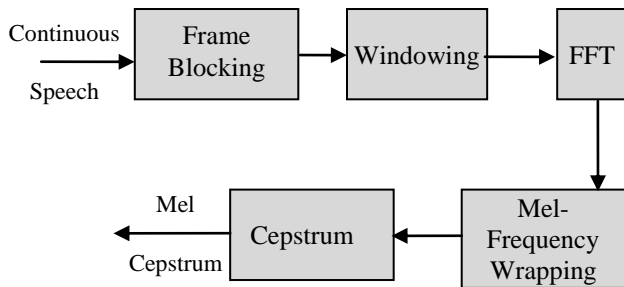 Continuous
Speech
Frame
Blocking
Windowing
FFT
Mel-
Frequency
Wrapping
Cepstrum
Mel
Cepstrum